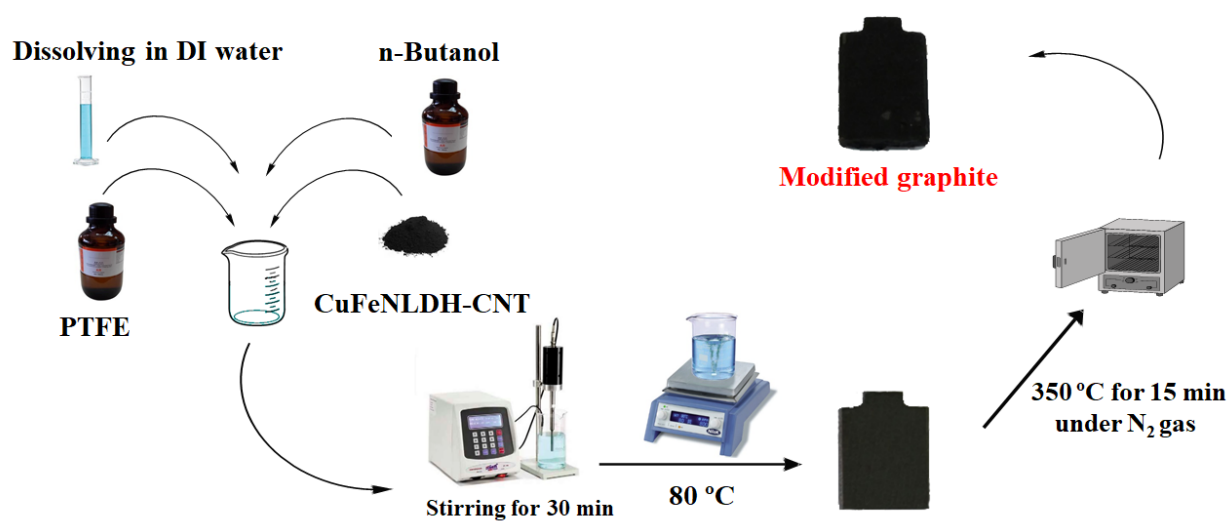 Dissolving in DI water
n-Butanol
PTFE
CuFeNLDH-CNT
Stirring for 30 min
80 ºC
350 ºC for 15 min
under N₂ gas
Modified graphite